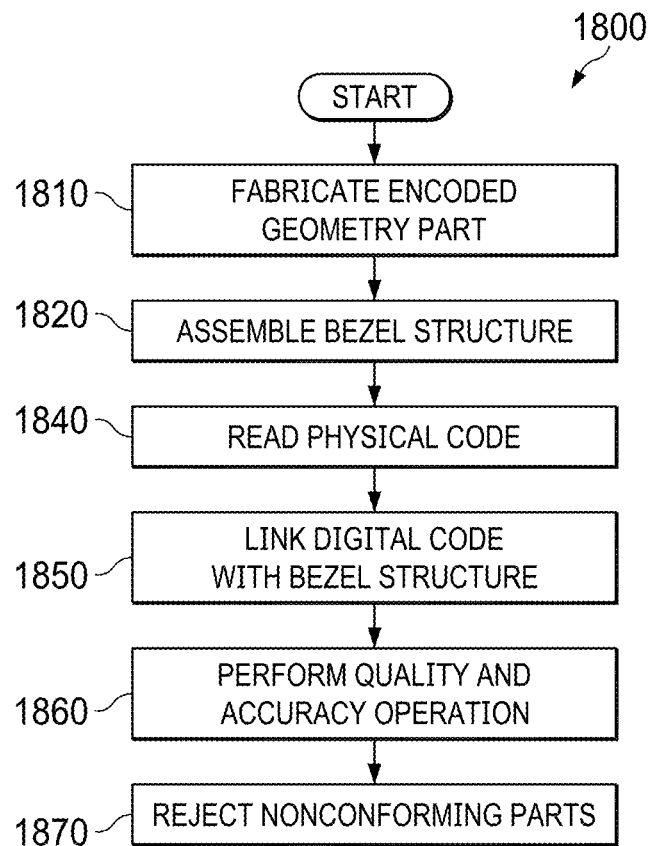 1800
START
1810
FABRICATE ENCODED
GEOMETRY PART
1820
ASSEMBLE BEZEL STRUCTURE
1840
READ PHYSICAL CODE
1850
LINK DIGITAL CODE
WITH BEZEL STRUCTURE
1860
PERFORM QUALITY AND
ACCURACY OPERATION
1870
REJECT NONCONFORMING PARTS